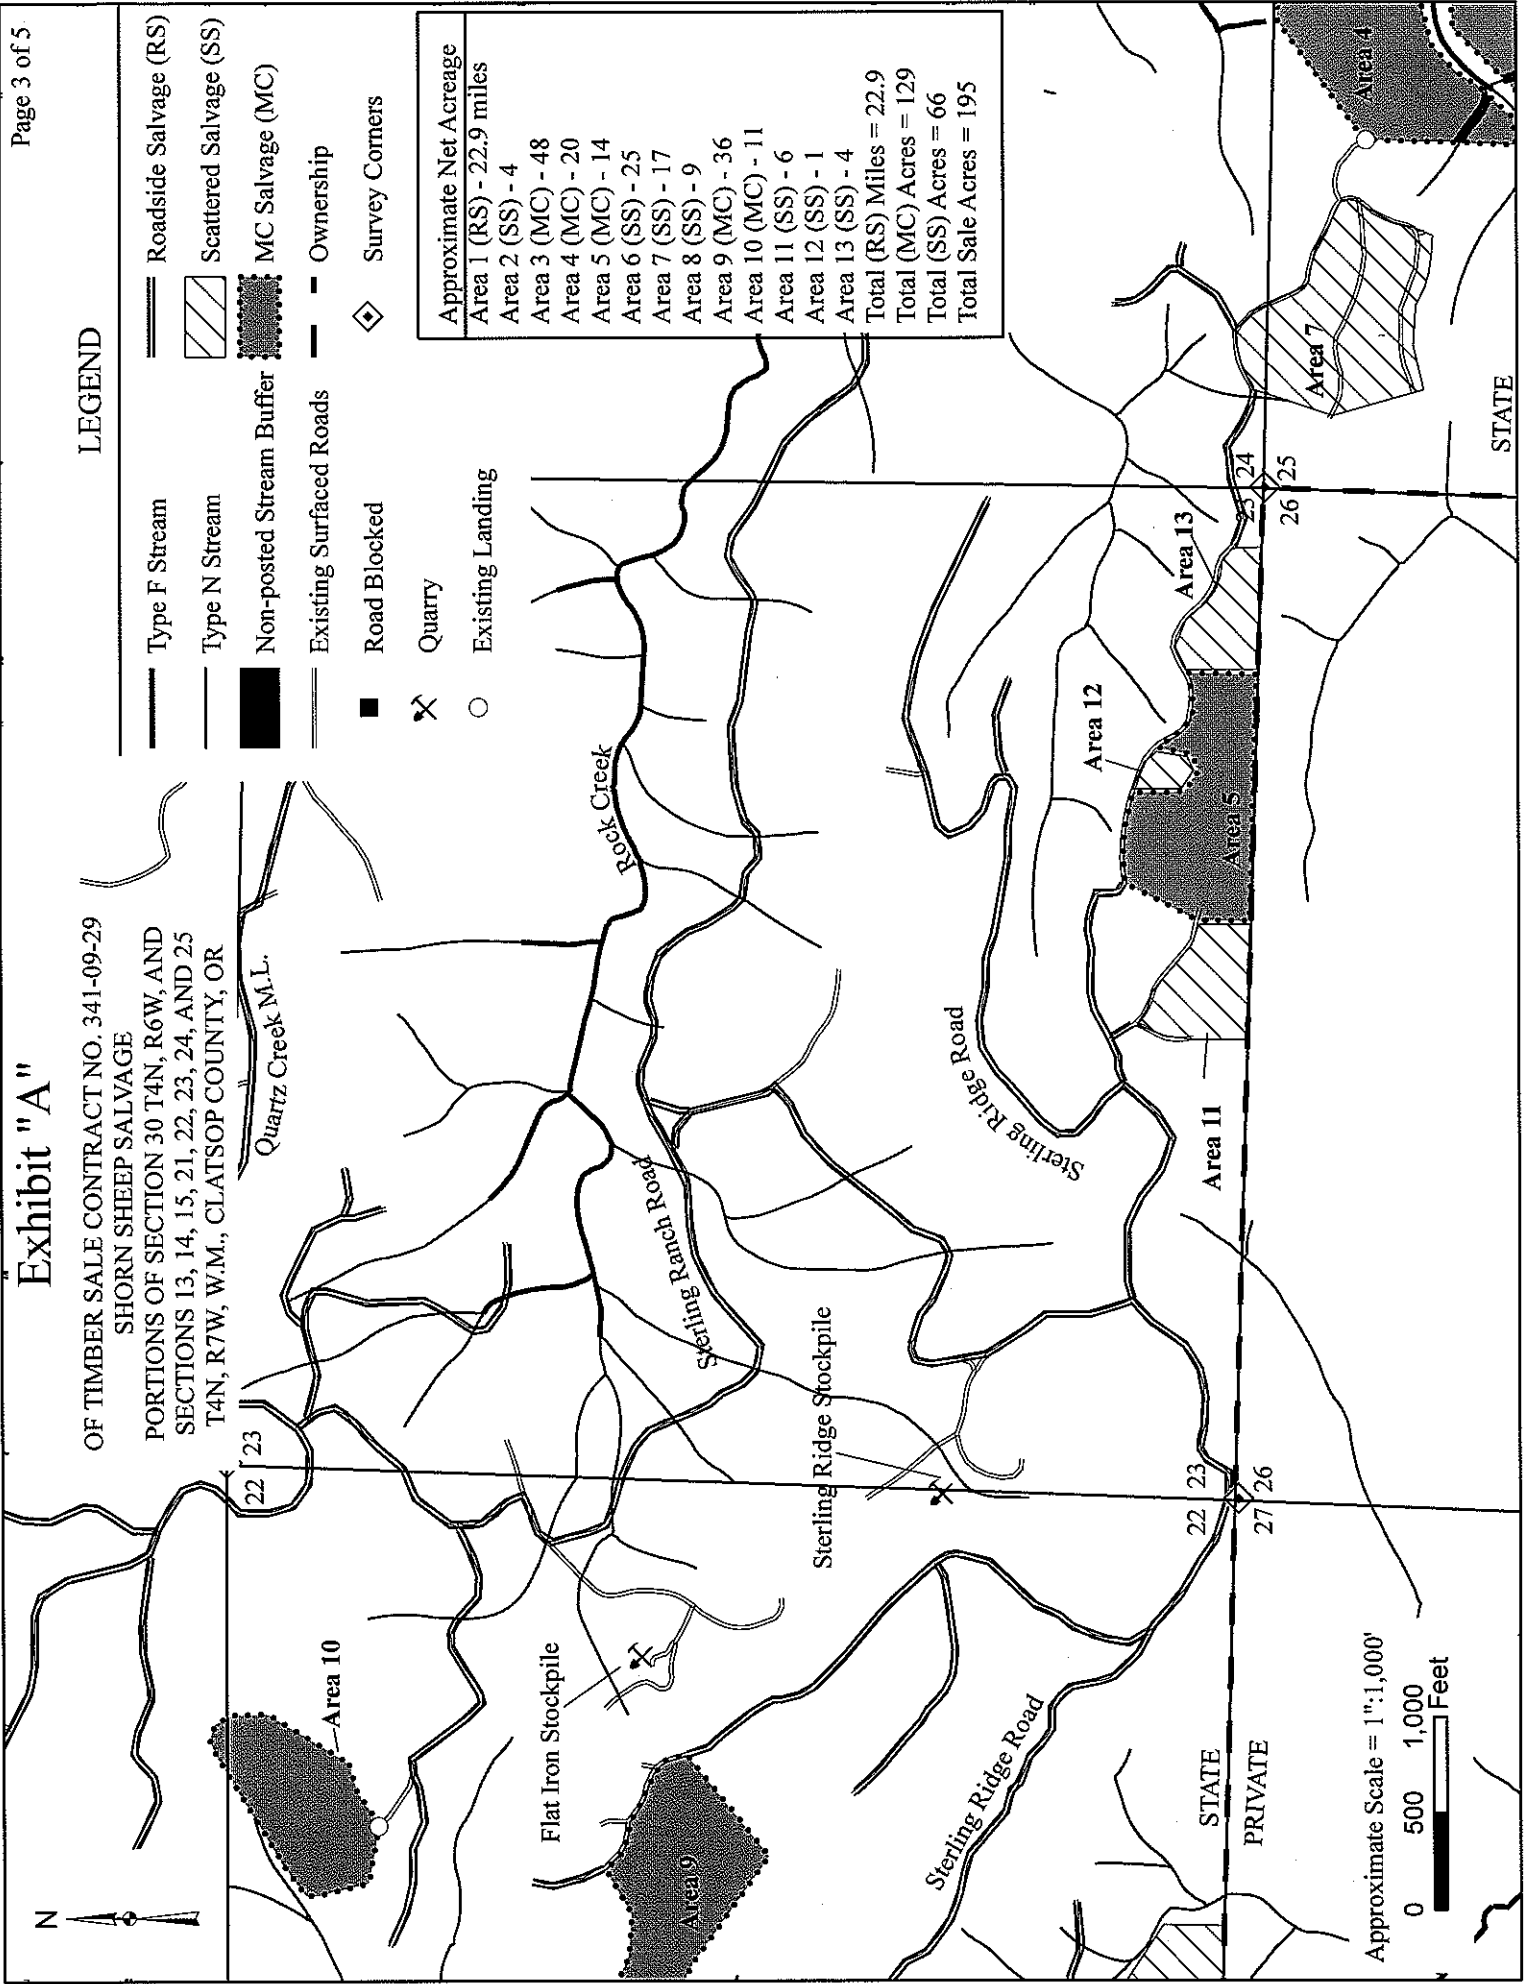 Page 3 of 5
Exhibit "A"
OF TIMBER SALE CONTRACT NO. 341-09-29
SHORN SHEEP SALVAGE
PORTIONS OF SECTION 30 T4N, R6W, AND
SECTIONS 13, 14, 15, 21, 22, 23, 24, AND 25
T4N, R7W, W.M., CLATSOP COUNTY, OR
LEGEND
Type F Stream
Type N Stream
Non-posted Stream Buffer
Existing Surfaced Roads
Road Blocked
Quarry
Existing Landing
Roadside Salvage (RS)
Scattered Salvage (SS)
MC Salvage (MC)
Ownership
Survey Corners
Approximate Net Acreage
Area 1 (RS) - 22.9 miles
Area 2 (SS) - 4
Area 3 (MC) - 48
Area 4 (MC) - 20
Area 5 (MC) - 14
Area 6 (SS) - 25
Area 7 (SS) - 17
Area 8 (SS) - 9
Area 9 (MC) - 36
Area 10 (MC) - 11
Area 11 (SS) - 6
Area 12 (SS) - 1
Area 13 (SS) - 4
Total (RS) Miles = 22.9
Total (MC) Acres = 129
Total (SS) Acres = 66
Total Sale Acres = 195
N
22 23
Quartz Creek M.L.
Area 10
Rock Creek
Flat Iron Stockpile
Sterling Ranch Road
Area 9
Sterling Ridge Stockpile
Sterling Ridge Road
Sterling Ridge Road
Area 12
Area 13
Area 5
Area 11
Area 7
Area 4
22 23
27 26
23 24
26 25
STATE
PRIVATE
STATE
Approximate Scale = 1":1,000'
0 500 1,000
Feet